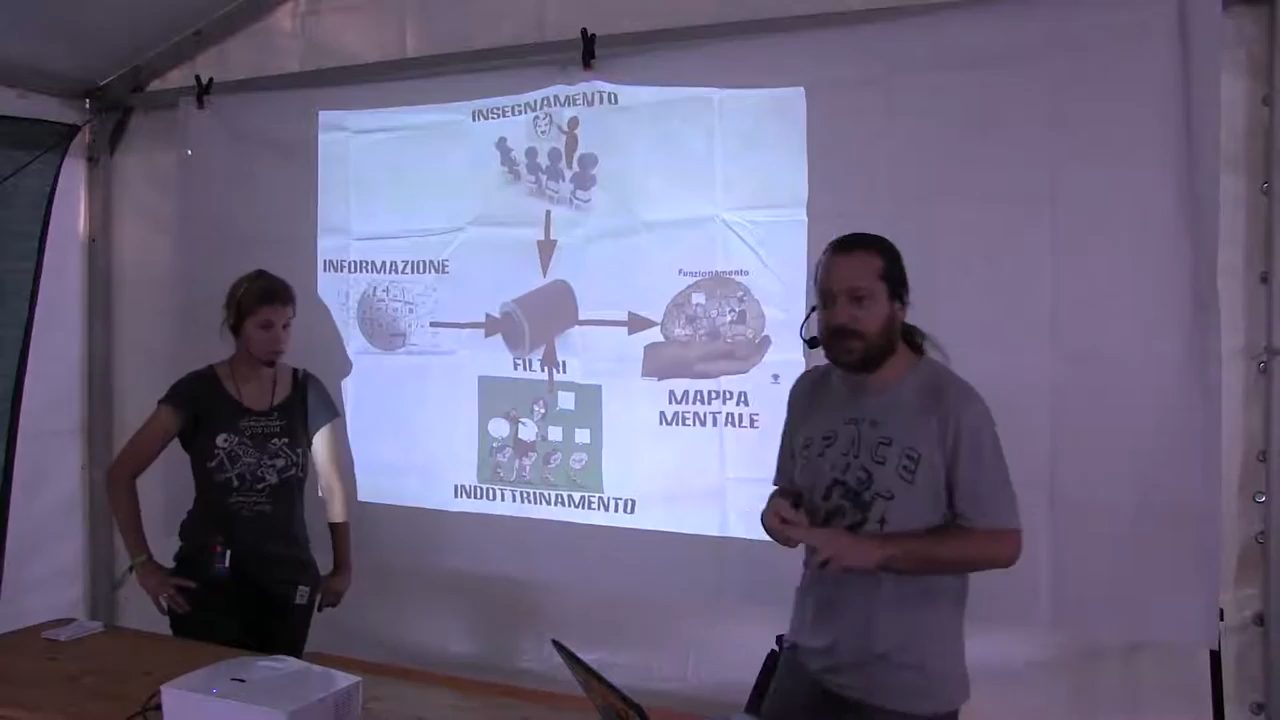 INSEGNAMENTO
INFORMAZIONE
Funzionamento
FILTRI
MAPPA
MENTALE
INDOTTRINAMENTO
SPACE